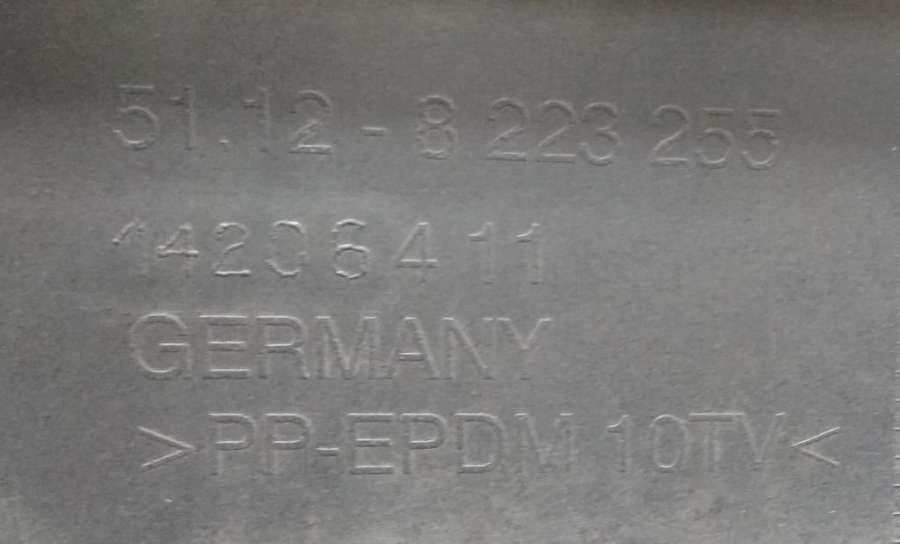 51.12-8 223 255
14206411
GERMANY
>PP-EPDM 10TV<